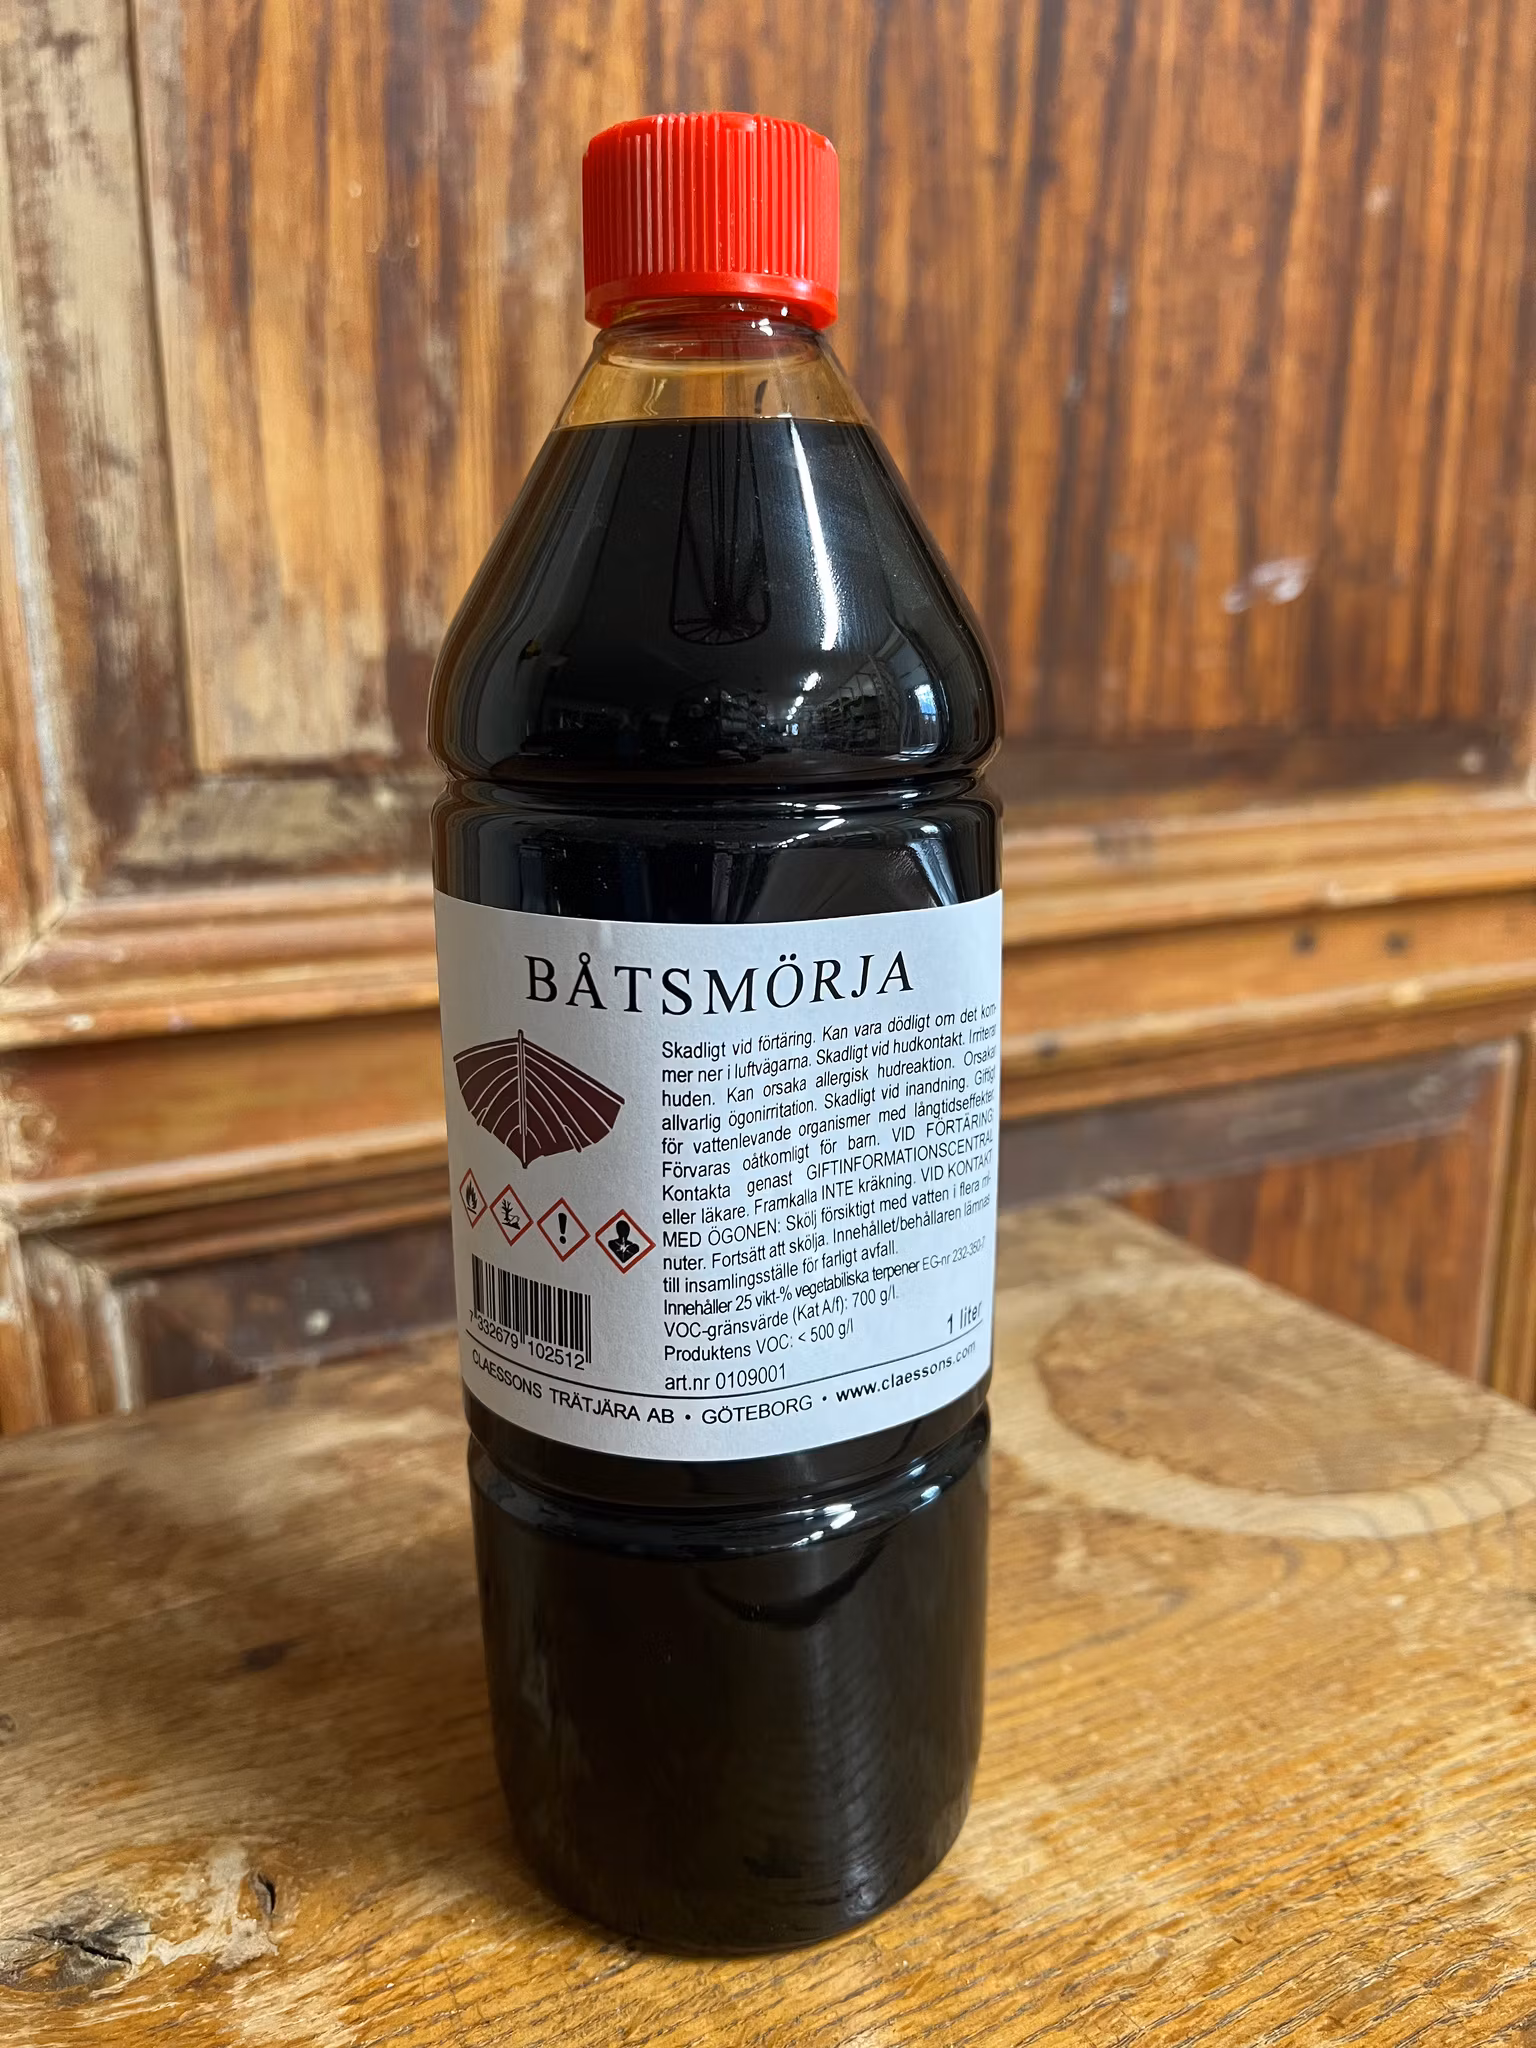 BÅTSMÖRJA
Skadligt vid förtäring. Kan vara dödligt om det kom-
mer ner i luftvägarna. Skadligt vid hudkontakt. Irriterar
huden. Kan orsaka allergisk hudreaktion. Orsakar
allvarlig ögonirritation. Skadligt vid inandning. Giftigt
för vattenlevande organismer med långtidseffekter.
Förvaras oåtkomligt för barn. VID FÖRTÄRING:
Kontakta genast GIFTINFORMATIONSCENTRAL
eller läkare. Framkalla INTE kräkning. VID KONTAKT
MED ÖGONEN: Skölj försiktigt med vatten i flera mi-
nuter. Fortsätt att skölja. Innehållet/behållaren lämnas
till insamlingsställe för farligt avfall.
Innehåller 25 vikt-% vegetabiliska terpener EG-nr 232-350-7
VOC-gränsvärde (Kat A/f): 700 g/l.
Produktens VOC: < 500 g/l
1 liter
art.nr 0109001
7 332679 102512
CLAESSONS TRÄTJÄRA AB • GÖTEBORG • www.claessons.com